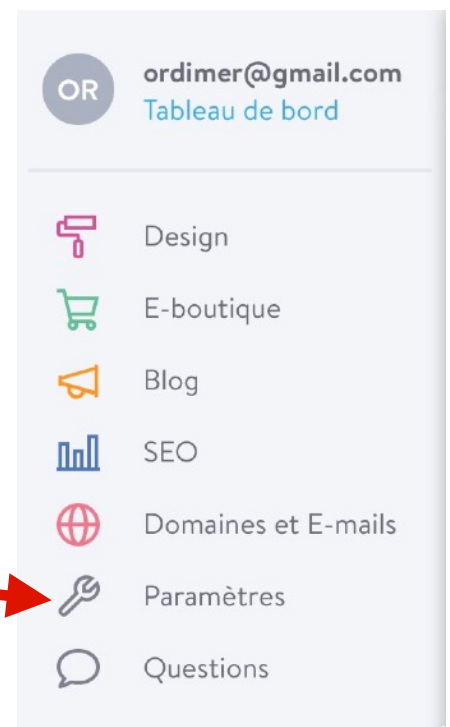 OR
ordimer@gmail.com
Tableau de bord
Design
E-boutique
Blog
SEO
Domaines et E-mails
Paramètres
Questions